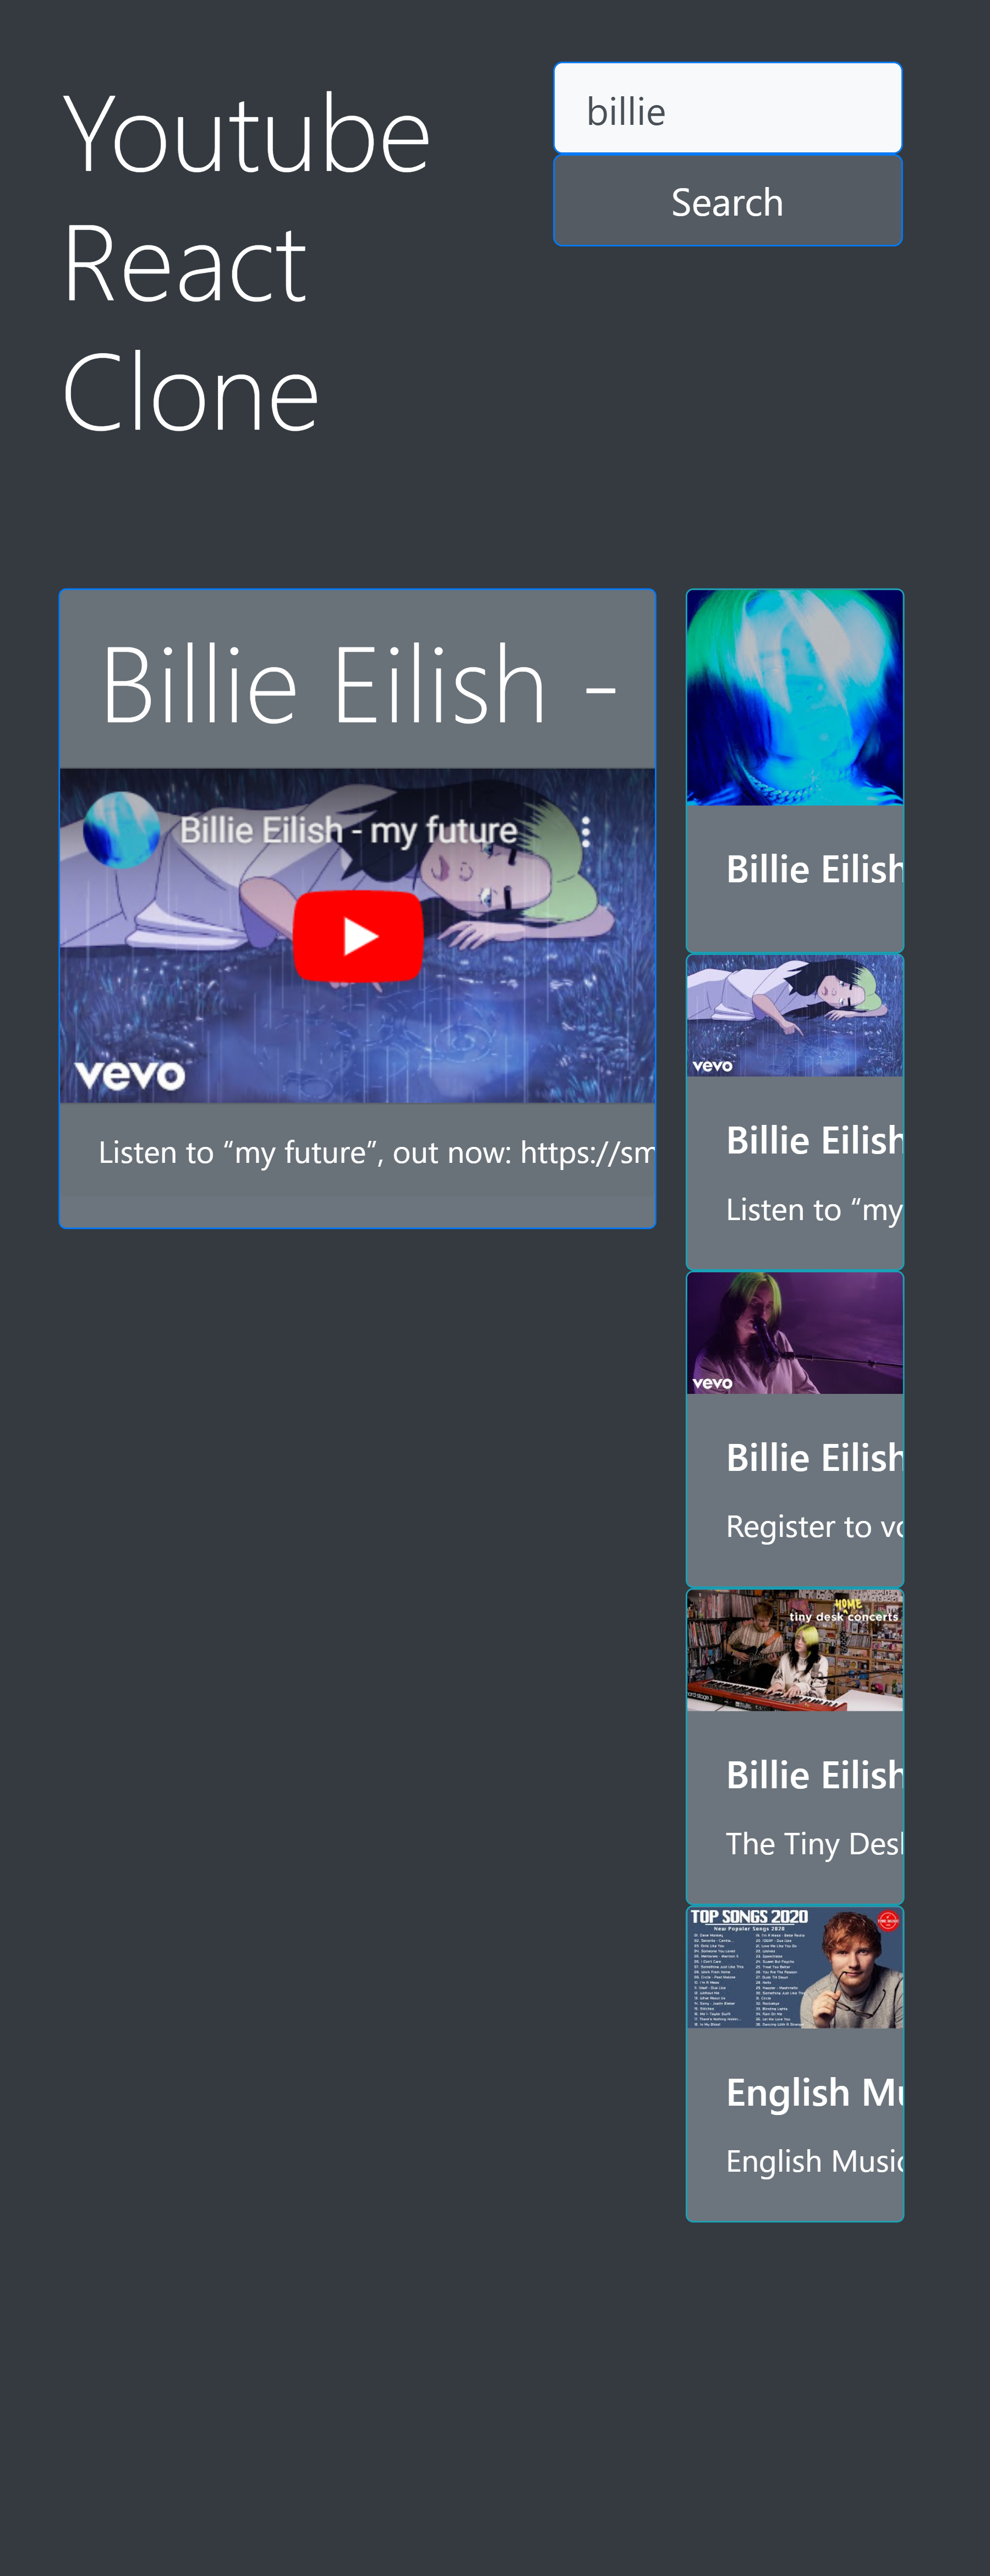 Youtube
React
Clone
billie
Search
Billie Eilish -
Billie Eilish - my future
vevo
Listen to “my future”, out now: https://sm
Billie Eilish
vevo
Billie Eilish
Listen to “my
vevo
Billie Eilish
Register to vo
HOME
tiny desk concerts
Billie Eilish
The Tiny Desk
TOP SONGS 2020
New Popular Songs 2020
English Mu
English Music